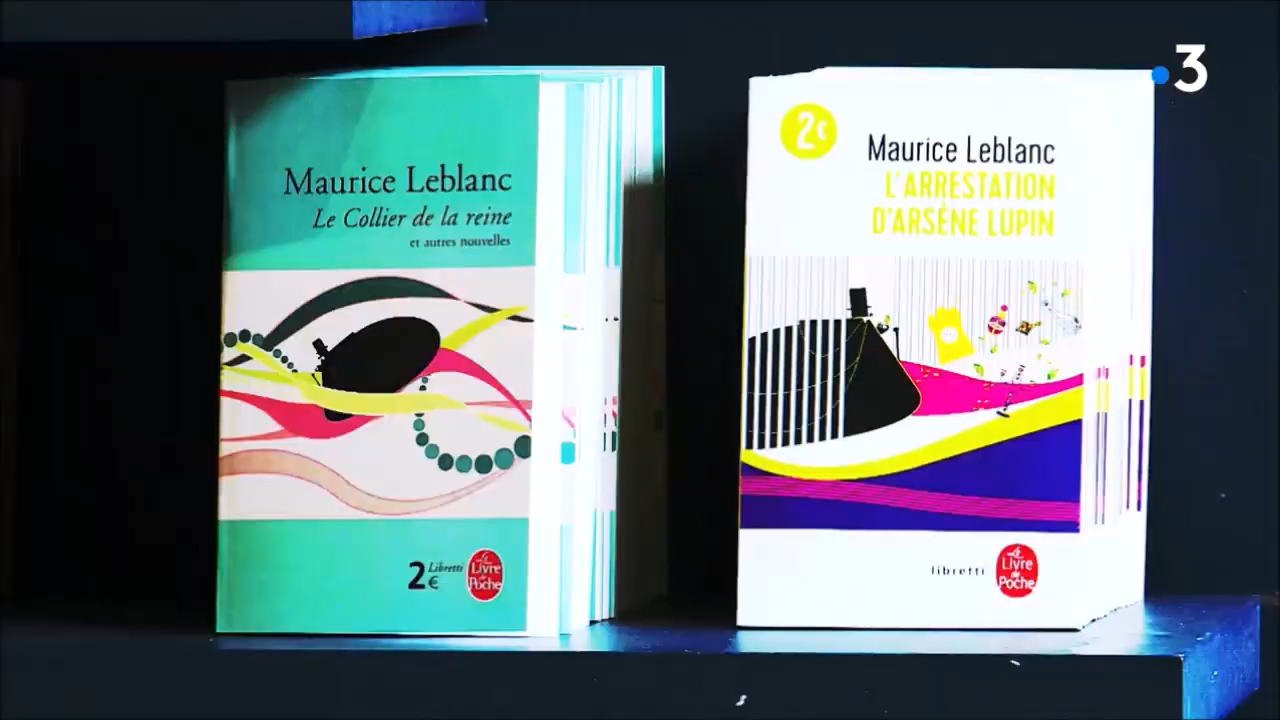 3
Maurice Leblanc
Le Collier de la reine
et autres nouvelles
2€
Libretti
Le
Livre
de
Poche
2€
Maurice Leblanc
L'ARRESTATION
D'ARSÈNE LUPIN
libretti
Le
Livre
de
Poche